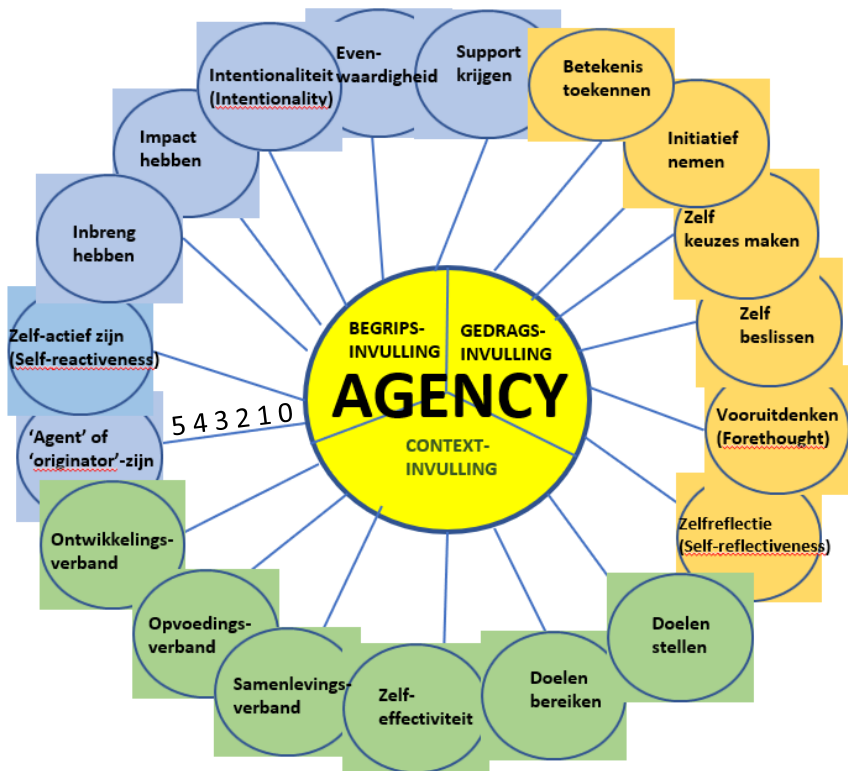 Even-
waardigheid
Support
krijgen
Betekenis
toekennen
Initiatief
nemen
Zelf
keuzes maken
Zelf
beslissen
Vooruitdenken
(Forethought)
Zelfreflectie
(Self-reflectiveness)
Doelen
stellen
Doelen
bereiken
Zelf-
effectiviteit
Samenlevings-
verband
Opvoedings-
verband
Ontwikkelings-
verband
‘Agent’ of
‘originator’-zijn
Zelf-actief zijn
(Self-reactiveness)
Inbreng
hebben
Impact
hebben
Intentionaliteit
(Intentionality)
5 4 3 2 1 0
BEGRIPS-
INVULLING
GEDRAGS-
INVULLING
AGENCY
CONTEXT-
INVULLING